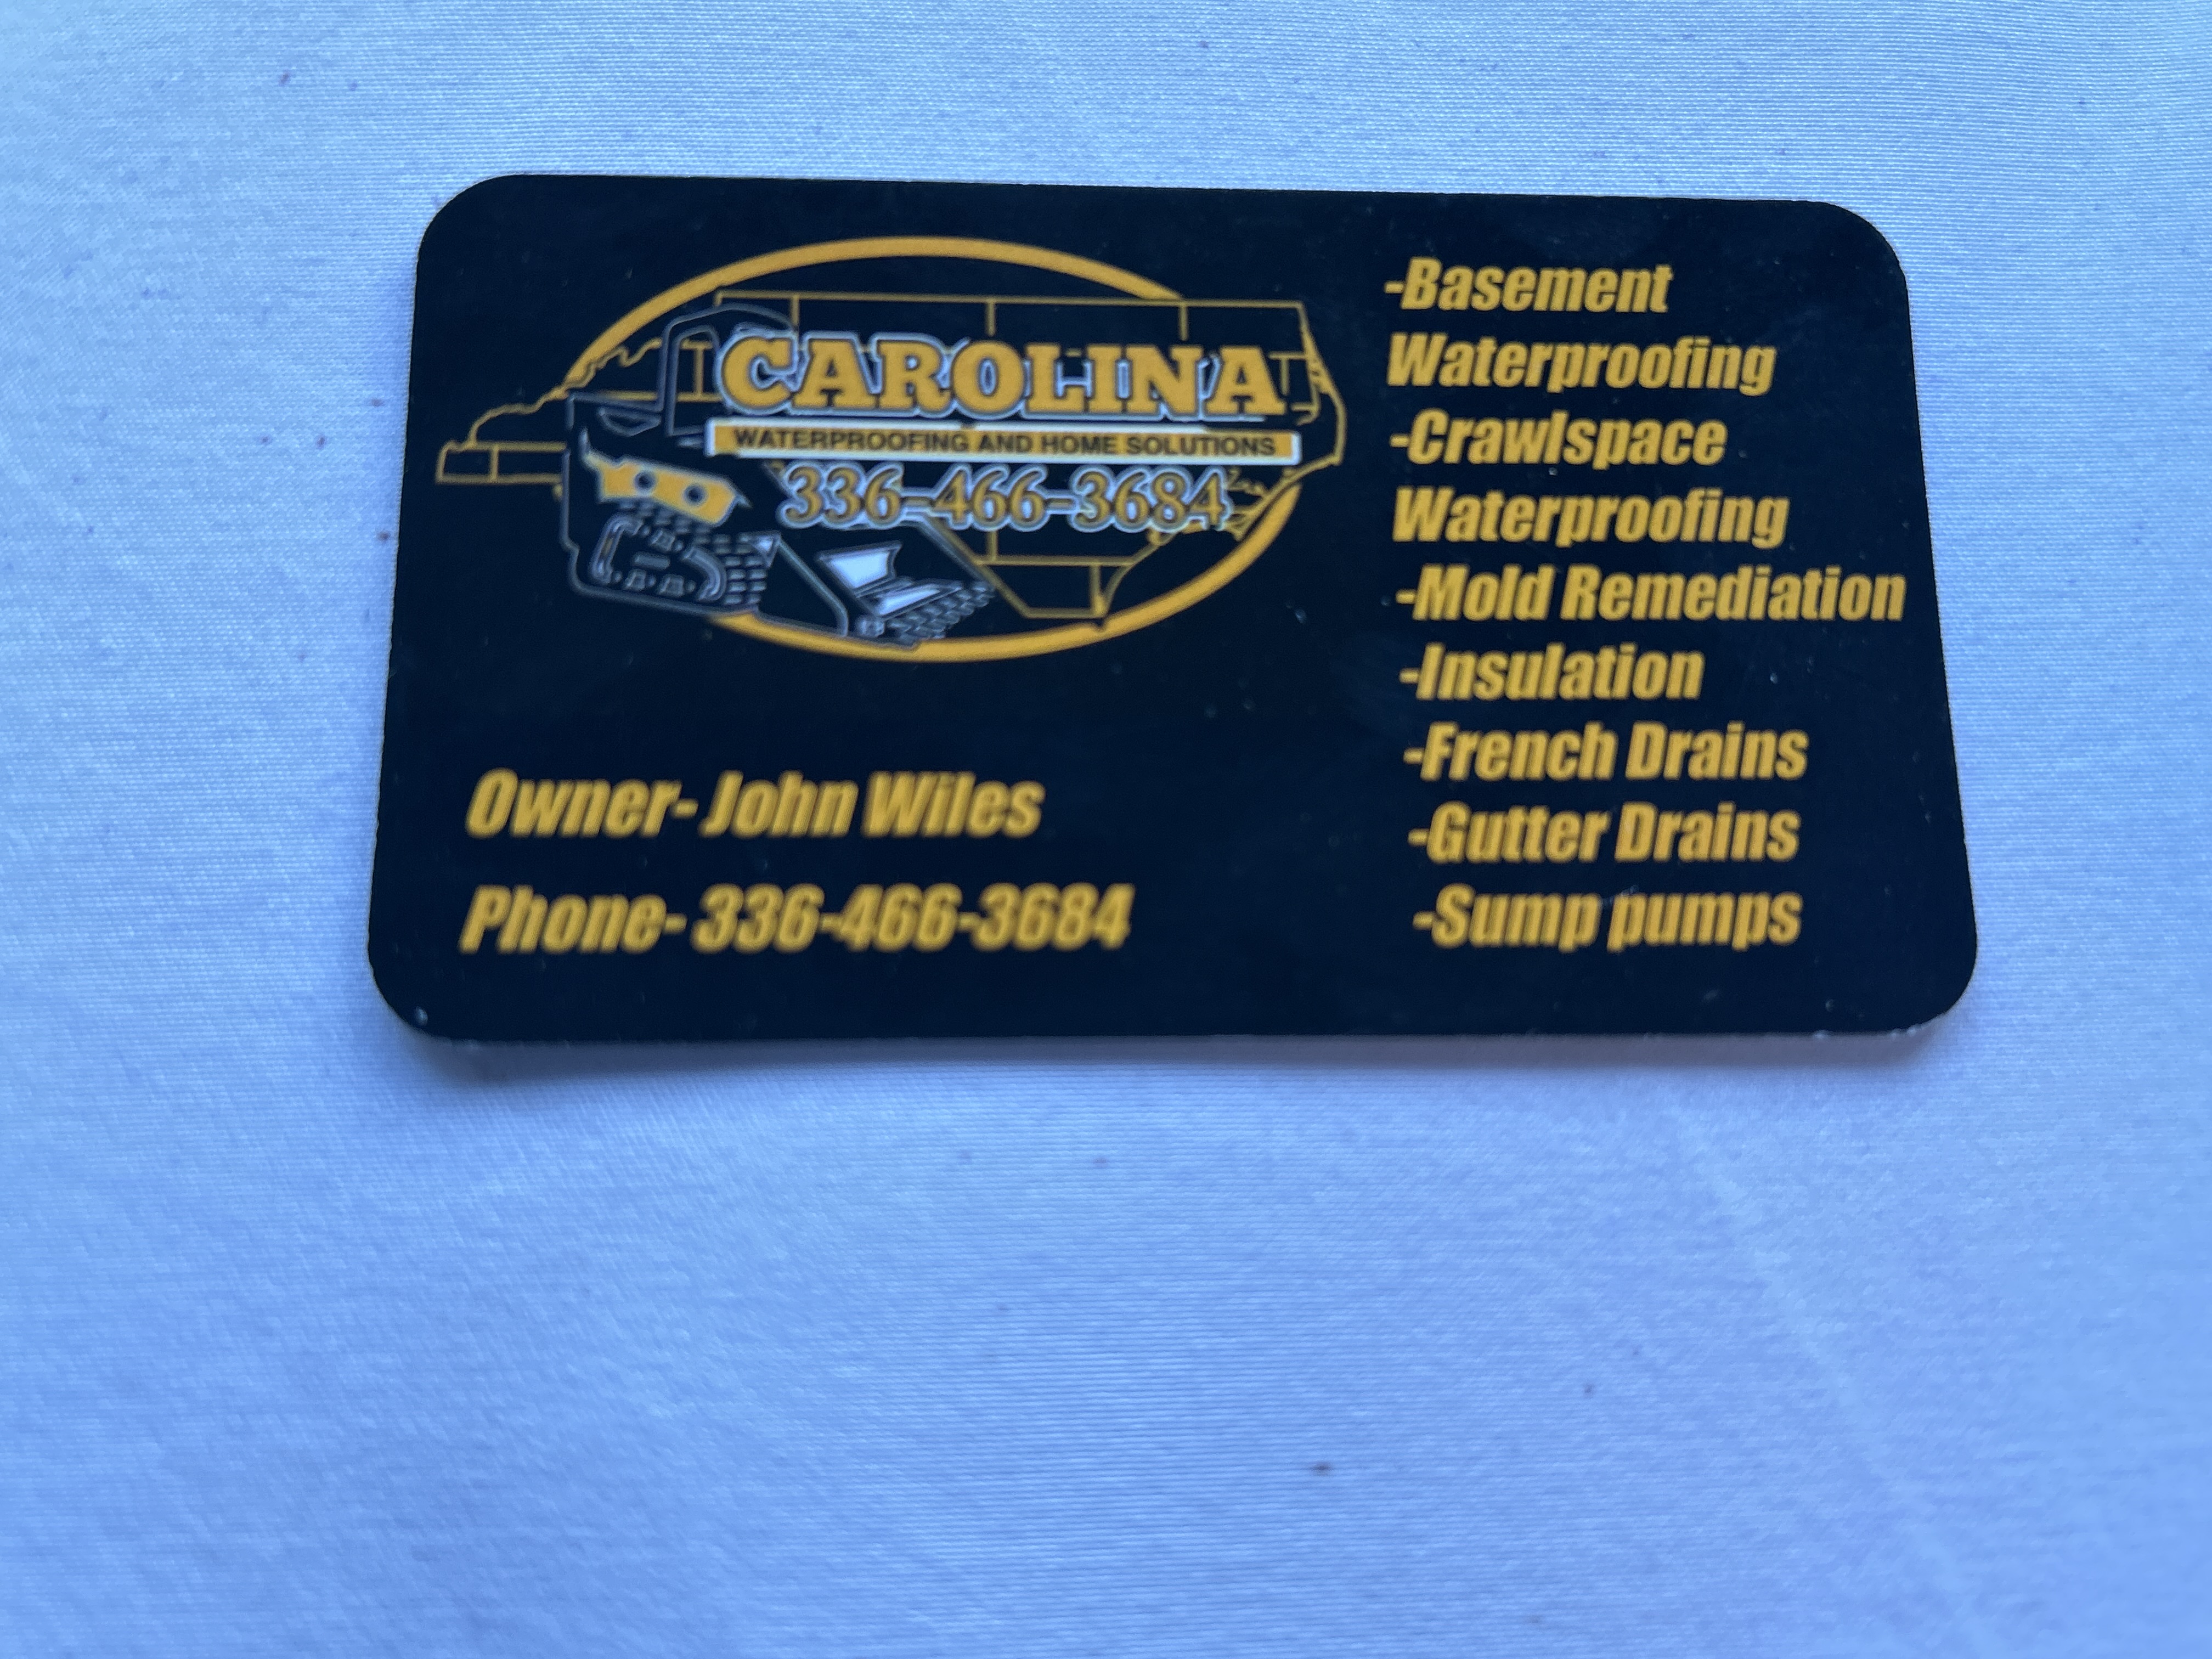 CAROLINA
WATERPROOFING AND HOME SOLUTIONS
336-466-3684
Owner- John Wiles
Phone- 336-466-3684
-Basement
Waterproofing
-Crawlspace
Waterproofing
-Mold Remediation
-Insulation
-French Drains
-Gutter Drains
-Sump pumps